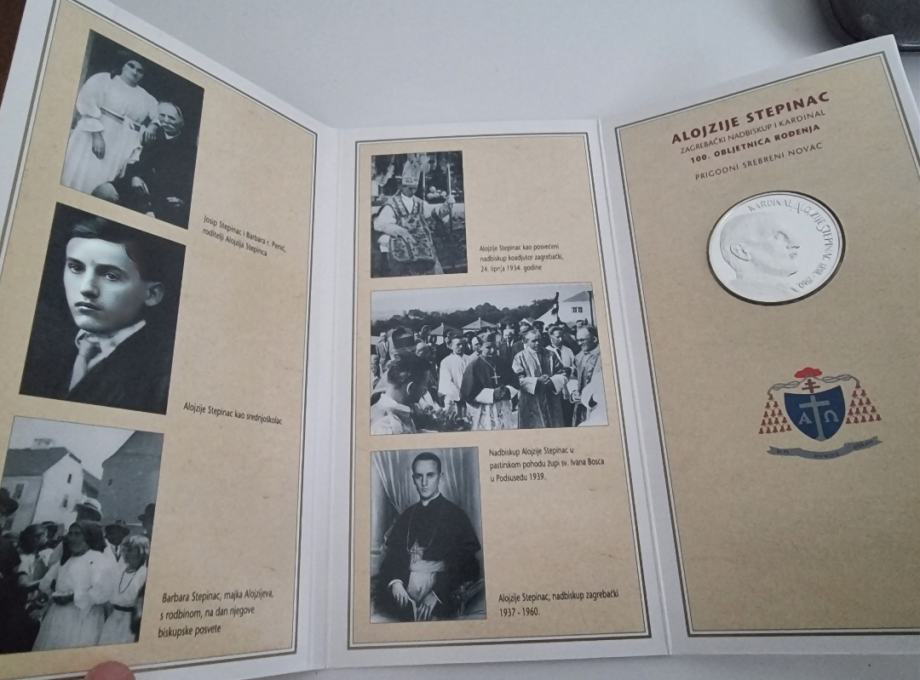 Josip Stepinac i Barbara r. Penić,
roditelji Alojzija Stepinca
Alojzije Stepinac kao srednjoškolac
Barbara Stepinac, majka Alojzijeva,
s rodbinom, na dan njegove
biskupske posvete
Alojzije Stepinac kao posvećeni
nadbiskup koadjutor zagrebački,
24. lipnja 1934. godine
Nadbiskup Alojzije Stepinac u
pastirskom pohodu župi sv. Ivana Bosca
u Podsusedu 1939.
Alojzije Stepinac, nadbiskup zagrebački
1937 - 1960.
ALOJZIJE STEPINAC
ZAGREBAČKI NADBISKUP I KARDINAL
100. OBLJETNICA ROĐENJA
PRIGODNI SREBRENI NOVAC
KARDINAL ALOJZIJE STEPINAC 1898.-1960.
A Ω